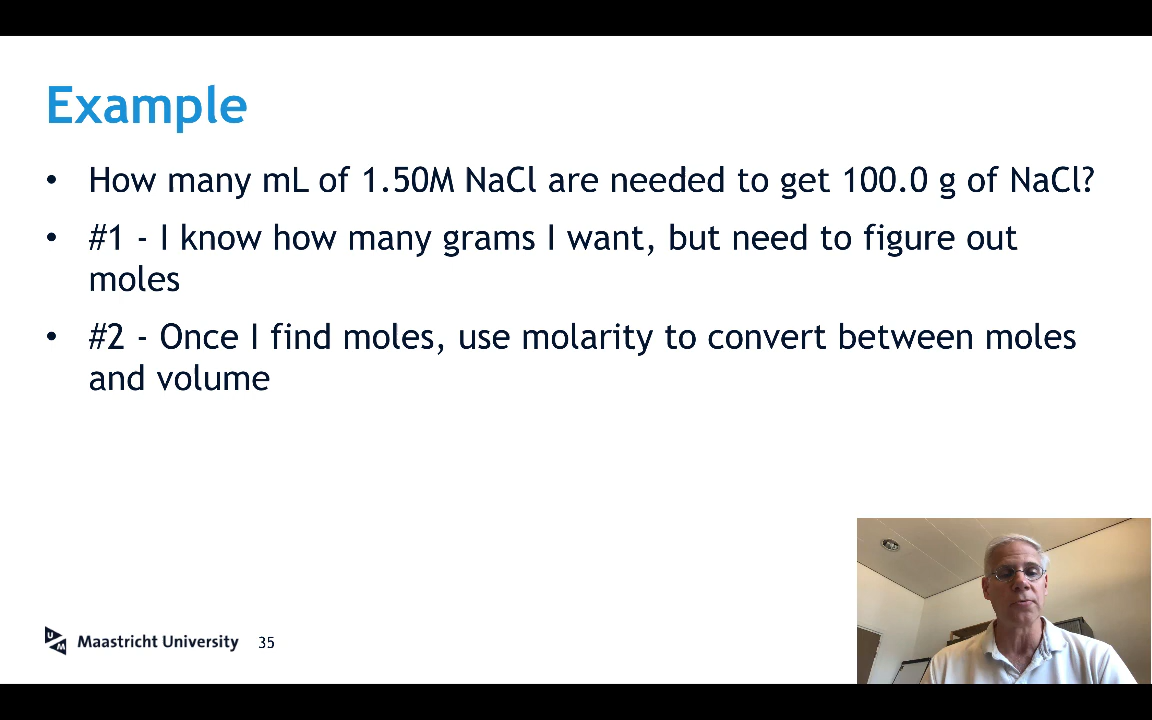 Example
• How many mL of 1.50M NaCl are needed to get 100.0 g of NaCl?
• #1 - I know how many grams I want, but need to figure out
moles
• #2 - Once I find moles, use molarity to convert between moles
and volume
UM Maastricht University 35